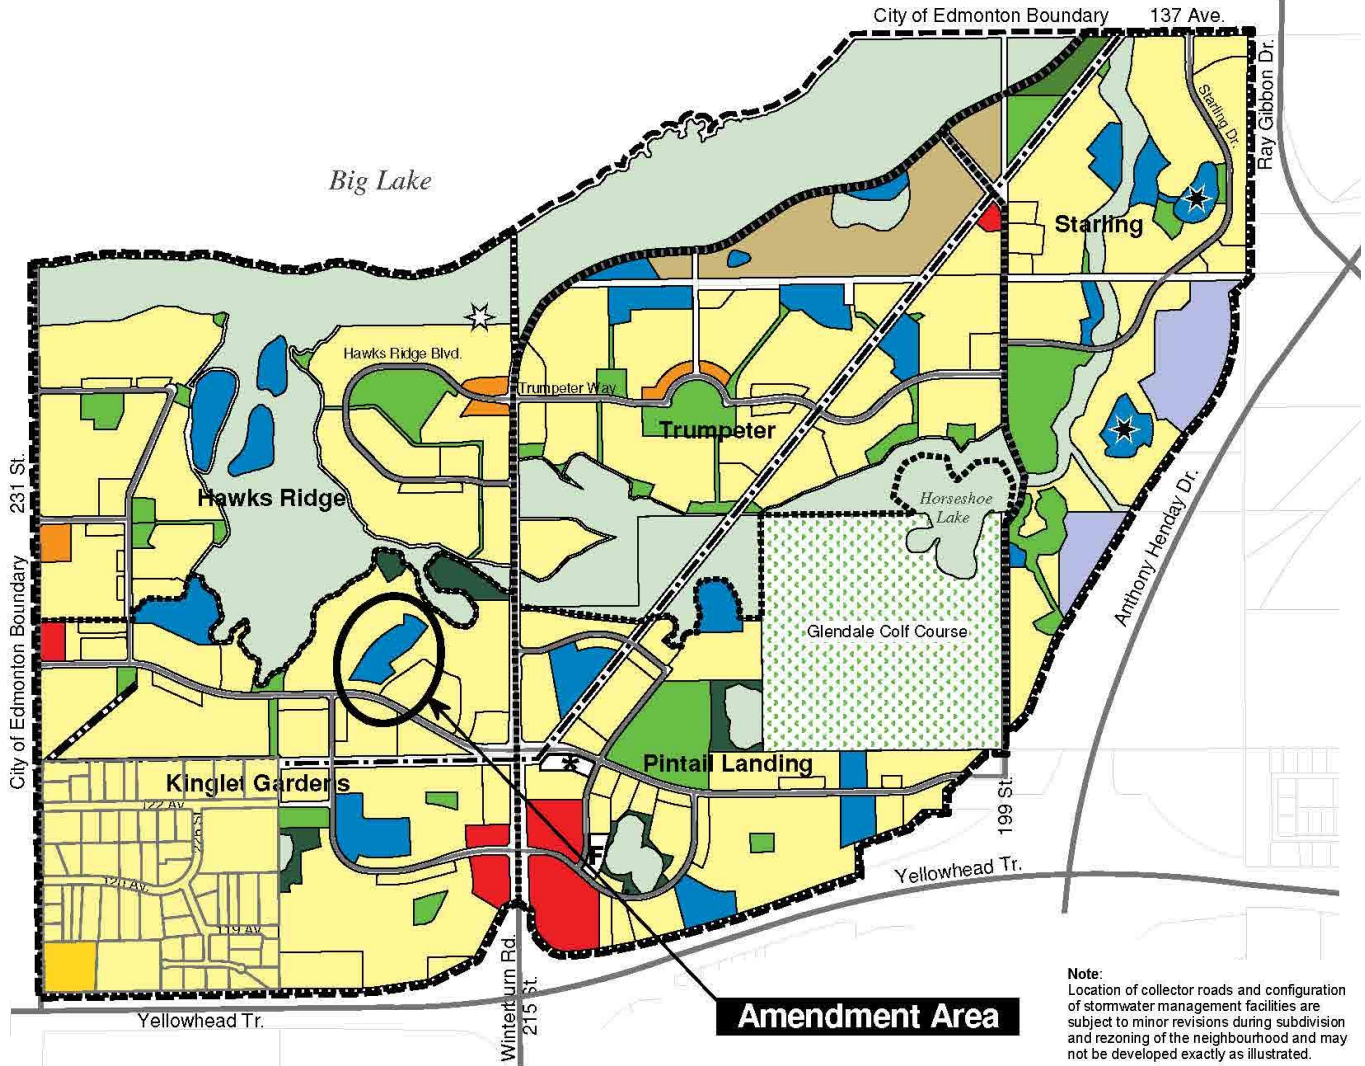 City of Edmonton Boundary
137 Ave.
Ray Gibbon Dr.
Starling Dr.
Big Lake
Starling
Hawks Ridge Blvd.
Trumpeter Way
Trumpeter
231 St.
Hawks Ridge
Horseshoe
Lake
Anthony Henday Dr.
City of Edmonton Boundary
Glendale Colf Course
Kinglet Gardens
Pintail Landing
*
122 Av
226 St
199 St.
F
Yellowhead Tr.
120 Av.
119 AV
Winterburn Rd.
215 St.
Amendment Area
Yellowhead Tr.
Note:
Location of collector roads and configuration
of stormwater management facilities are
subject to minor revisions during subdivision
and rezoning of the neighbourhood and may
not be developed exactly as illustrated.